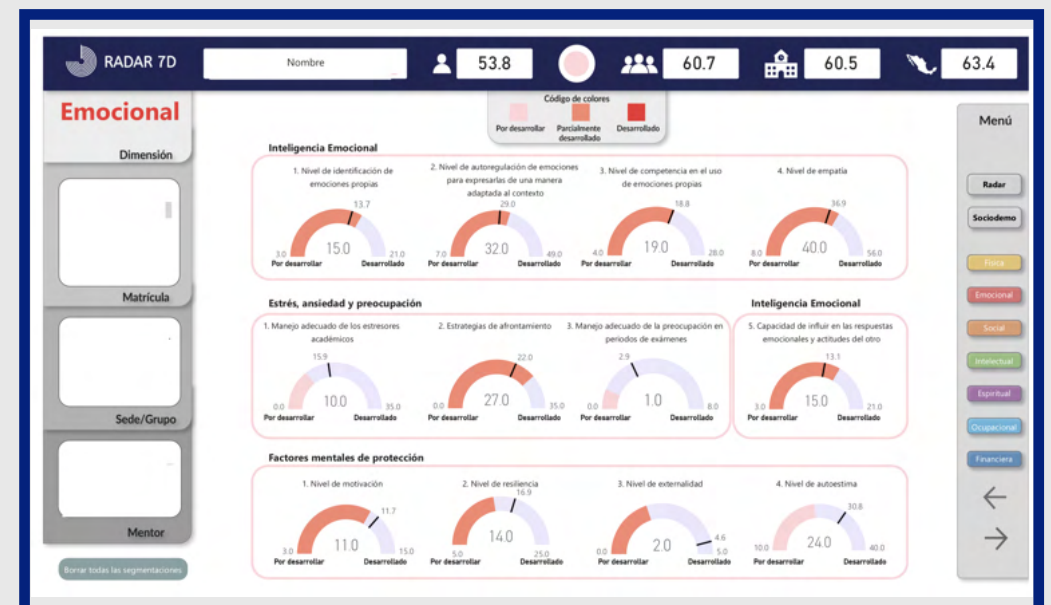 RADAR 7D
Nombre
53.8
60.7
60.5
63.4
Emocional
Dimensión
Matrícula
Sede/Grupo
Mentor
Borrar todas las segmentaciones
Código de colores
Por desarrollar
Parcialmente
desarrollado
Desarrollado
Inteligencia Emocional
1. Nivel de identificación de
emociones propias
13.7
15.0
3.0
21.0
Por desarrollar
Desarrollado
2. Nivel de autoregulación de emociones
para expresarlas de una manera
adaptada al contexto
29.0
32.0
7.0
49.0
Por desarrollar
Desarrollado
3. Nivel de competencia en el uso
de emociones propias
18.8
19.0
4.0
28.0
Por desarrollar
Desarrollado
4. Nivel de empatía
36.9
40.0
8.0
56.0
Por desarrollar
Desarrollado
Estrés, ansiedad y preocupación
1. Manejo adecuado de los estresores
académicos
15.9
10.0
0.0
35.0
Por desarrollar
Desarrollado
2. Estrategias de afrontamiento
22.0
27.0
0.0
35.0
Por desarrollar
Desarrollado
3. Manejo adecuado de la preocupación en
periodos de exámenes
2.9
1.0
0.0
8.0
Por desarrollar
Desarrollado
Inteligencia Emocional
5. Capacidad de influir en las respuestas
emocionales y actitudes del otro
13.1
15.0
3.0
21.0
Por desarrollar
Desarrollado
Factores mentales de protección
1. Nivel de motivación
11.7
11.0
3.0
15.0
Por desarrollar
Desarrollado
2. Nivel de resiliencia
16.9
14.0
5.0
25.0
Por desarrollar
Desarrollado
3. Nivel de externalidad
4.6
2.0
0.0
5.0
Por desarrollar
Desarrollado
4. Nivel de autoestima
30.8
24.0
10.0
40.0
Por desarrollar
Desarrollado
Menú
Radar
Sociodemo
Física
Emocional
Social
Intelectual
Espiritual
Ocupacional
Financiera